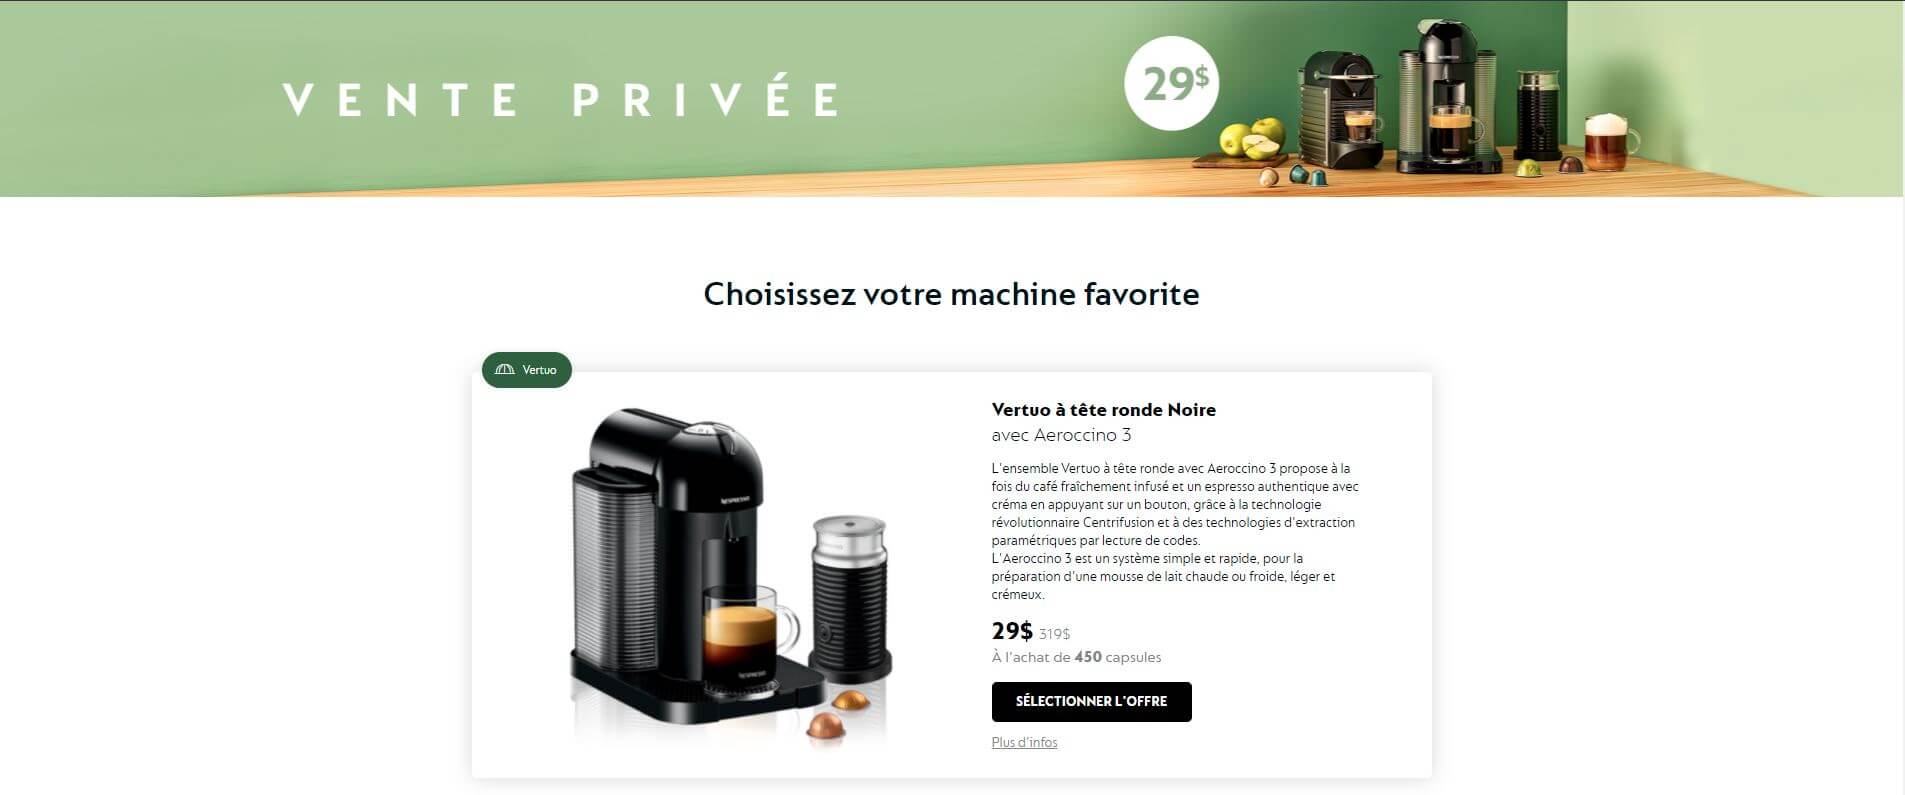 VENTE PRIVÉE
29$
Choisissez votre machine favorite
Vertuo
NESPRESSO
NESPRESSO
Vertuo à tête ronde Noire
avec Aeroccino 3
L'ensemble Vertuo à tête ronde avec Aeroccino 3 propose à la
fois du café fraîchement infusé et un espresso authentique avec
créma en appuyant sur un bouton, grâce à la technologie
révolutionnaire Centrifusion et à des technologies d'extraction
paramétriques par lecture de codes.
L'Aeroccino 3 est un système simple et rapide, pour la
préparation d'une mousse de lait chaude ou froide, léger et
crémeux.
29$ 319$
À l'achat de 450 capsules
SÉLECTIONNER L'OFFRE
Plus d'infos